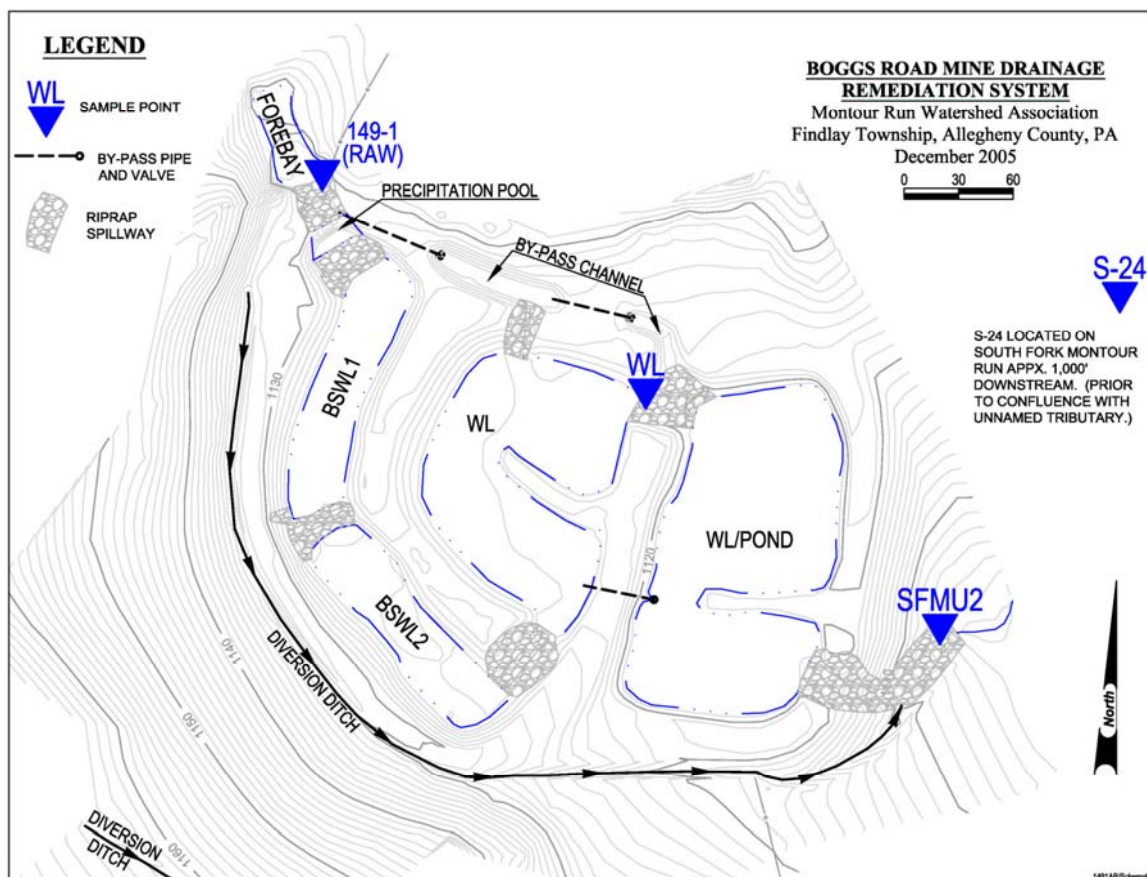 LEGEND
WL
SAMPLE POINT
BY-PASS PIPE
AND VALVE
RIPRAP
SPILLWAY
BOGGS ROAD MINE DRAINAGE
REMEDIATION SYSTEM
Montour Run Watershed Association
Findlay Township, Allegheny County, PA
December 2005
0 30 60
FOREBAY
149-1
(RAW)
PRECIPITATION POOL
BY-PASS CHANNEL
S-24
S-24 LOCATED ON
SOUTH FORK MONTOUR
RUN APPX. 1,000'
DOWNSTREAM. (PRIOR
TO CONFLUENCE WITH
UNNAMED TRIBUTARY.)
1130
BSWL1
WL
WL
WL/POND
1120
SFMU2
BSWL2
DIVERSION DITCH
1140
1150
1160
North
DIVERSION
DITCH